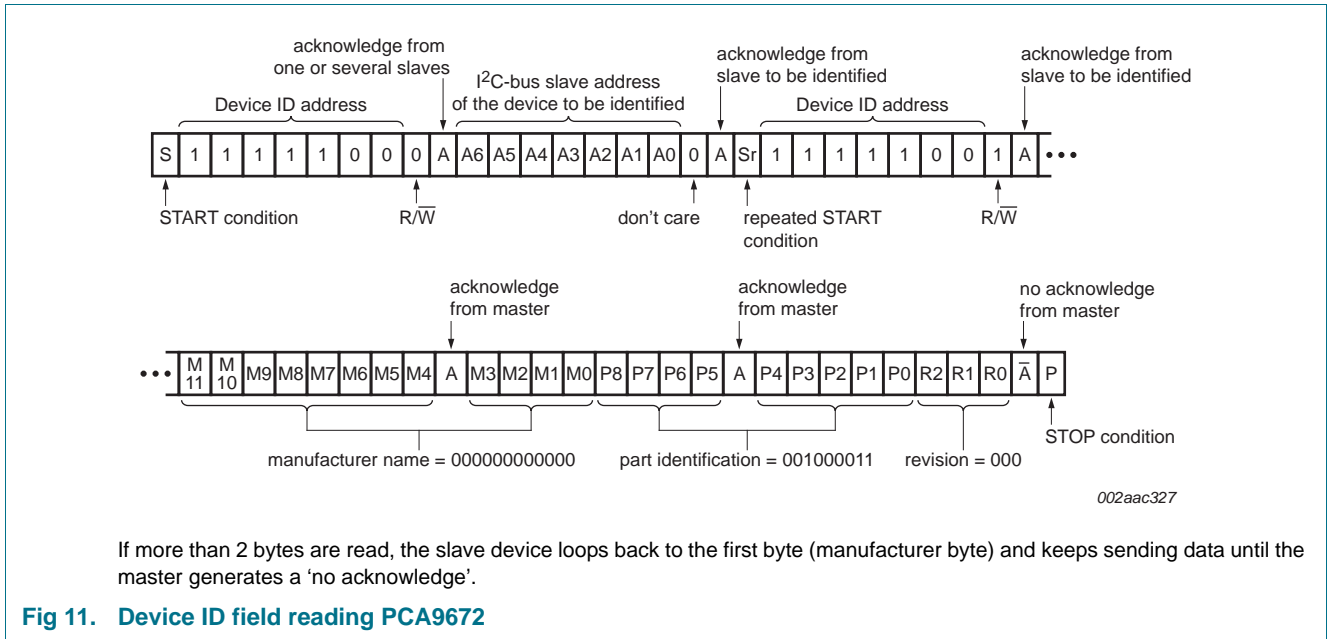 acknowledge from
one or several slaves
I2C-bus slave address
of the device to be identified
acknowledge from
slave to be identified
acknowledge from
slave to be identified
Device ID address
Device ID address
S 1 1 1 1 1 0 0 0 A A6 A5 A4 A3 A2 A1 A0 0 A Sr 1 1 1 1 1 0 0 1 A •••
START condition
R/W̅
don't care
repeated START
condition
R/W̅
acknowledge
from master
acknowledge
from master
no acknowledge
from master
••• M11 M10 M9 M8 M7 M6 M5 M4 A M3 M2 M1 M0 P8 P7 P6 P5 A P4 P3 P2 P1 P0 R2 R1 R0 A̅ P
STOP condition
manufacturer name = 000000000000
part identification = 001000011
revision = 000
002aac327
If more than 2 bytes are read, the slave device loops back to the first byte (manufacturer byte) and keeps sending data until the
master generates a ‘no acknowledge’.
Fig 11. Device ID field reading PCA9672